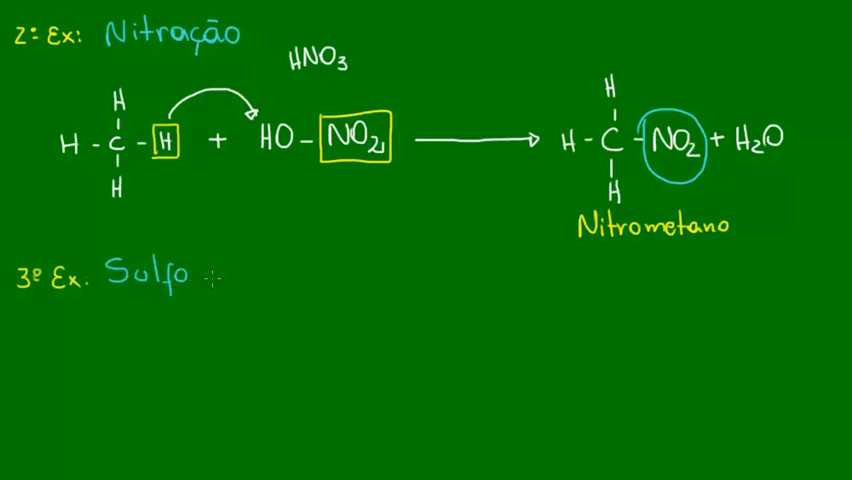 2º Ex: Nitração
HNO3
H
H - C - H + HO - NO2
H
H
H - C - NO2 + H2O
H
Nitrometano
3º Ex: Sulfo